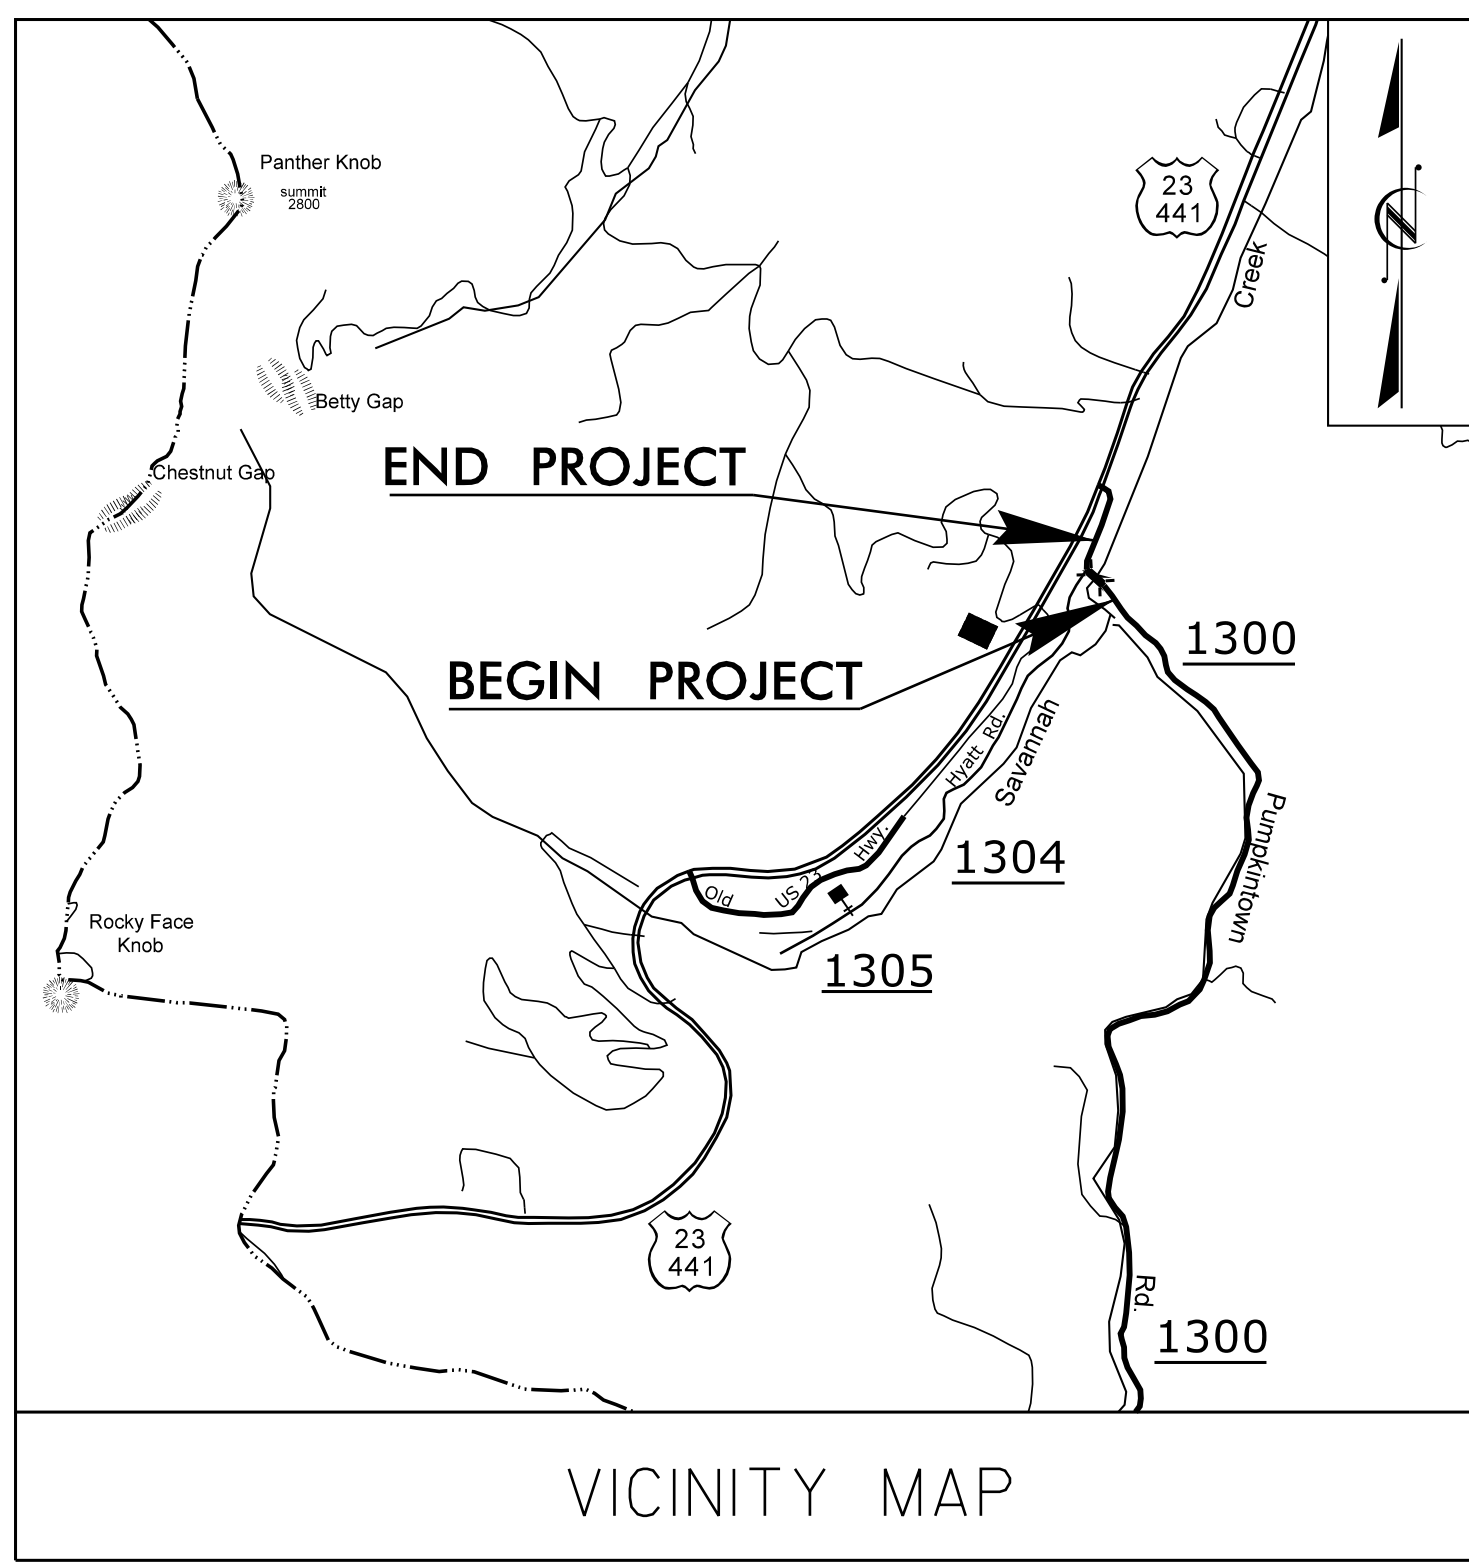 Panther Knob
summit
2800
23
441
Creek
Betty Gap
END PROJECT
Chestnut Gap
1300
BEGIN PROJECT
Hyatt Rd.
Savannah
Pumpkintown
Hwy.
1304
US 23
Old
Rocky Face
Knob
1305
23
441
Rd.
1300
VICINITY MAP